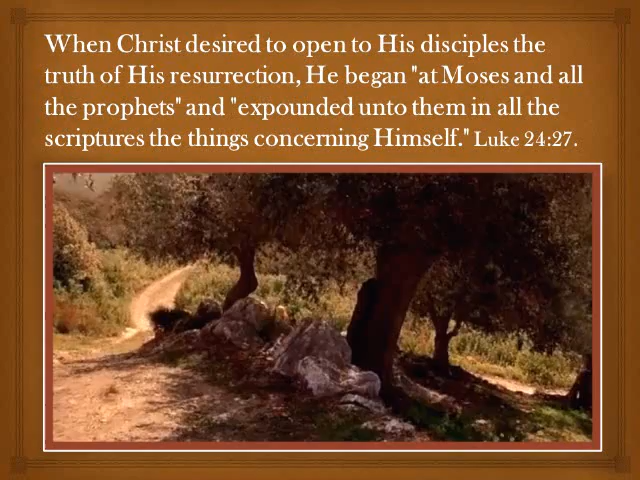 When Christ desired to open to His disciples the
truth of His resurrection, He began "at Moses and all
the prophets" and "expounded unto them in all the
scriptures the things concerning Himself." Luke 24:27.